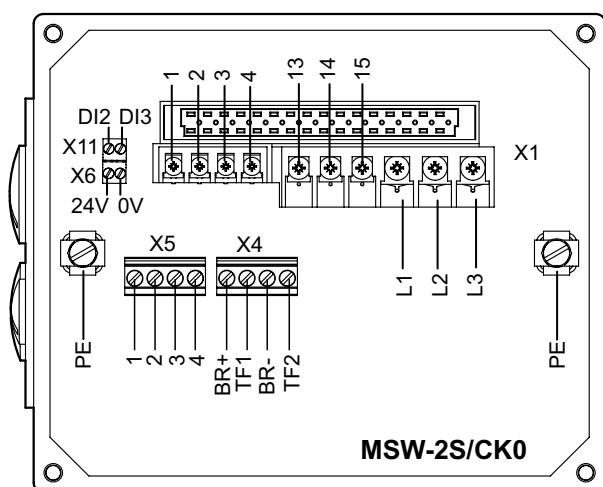 1 2 3 4 13 14 15
DI2 DI3
X11
X6
24V 0V
X1
X5 X4
L1 L2 L3
PE
1 2 3 4 BR+ TF1 BR- TF2
PE
MSW-2S/CK0